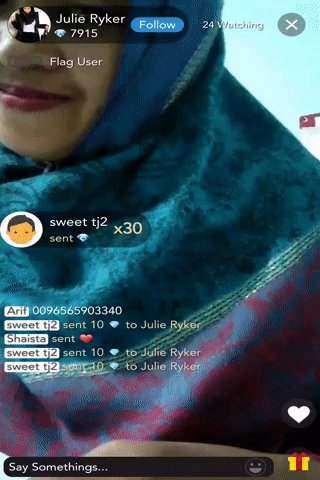 Julie Ryker
Follow
24 Watching
7915
Flag User
sweet tj2
sent
x30
Arif 0096565903340
sweet tj2 sent 10 to Julie Ryker
Shaista sent
sweet tj2 sent 10 to Julie Ryker
sweet tj2 sent 10 to Julie Ryker
Say Somethings...